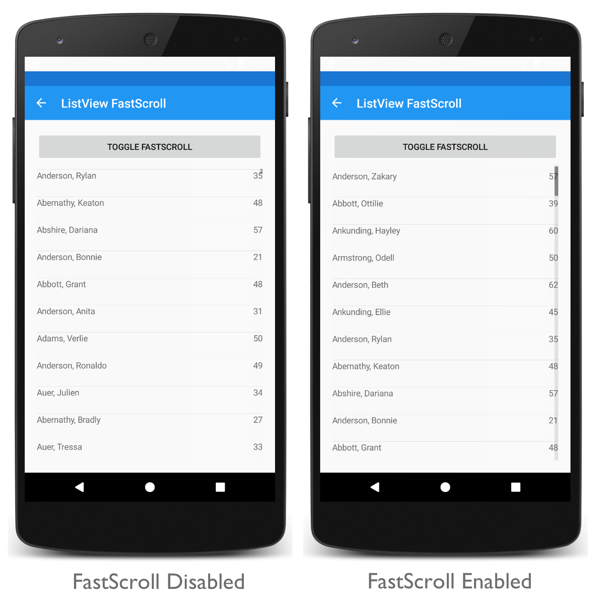 ListView FastScroll
TOGGLE FASTSCROLL
Anderson, Rylan 35
Abernathy, Keaton 48
Abshire, Dariana 57
Anderson, Bonnie 21
Abbott, Grant 48
Anderson, Anita 31
Adams, Verlie 50
Anderson, Ronaldo 49
Auer, Julien 34
Abernathy, Bradly 27
Auer, Tressa 33
FastScroll Disabled
ListView FastScroll
TOGGLE FASTSCROLL
Anderson, Zakary 57
Abbott, Ottilie 39
Ankunding, Hayley 60
Armstrong, Odell 50
Anderson, Beth 62
Ankunding, Ellie 45
Anderson, Rylan 35
Abernathy, Keaton 48
Abshire, Dariana 57
Anderson, Bonnie 21
Abbott, Grant 48
FastScroll Enabled